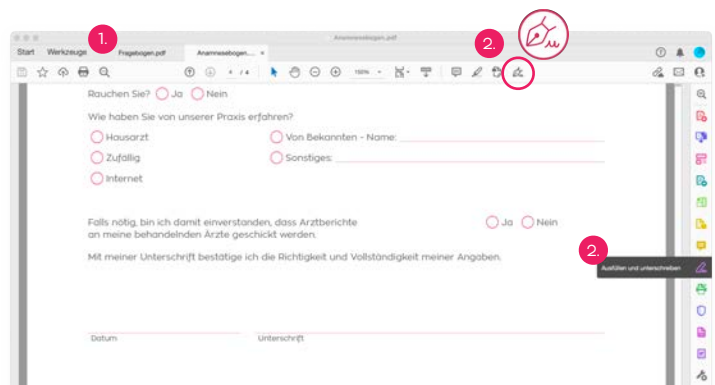 Anamnesebogen.pdf
1.
2.
Start Werkzeuge Fragebogen.pdf Anamnesebogen.... ×
/ 4 150%
Rauchen Sie? Ja Nein
Wie haben Sie von unserer Praxis erfahren?
Hausarzt Von Bekannten - Name:
Zufällig Sonstiges:
Internet
Falls nötig, bin ich damit einverstanden, dass Arztberichte Ja Nein
an meine behandelnden Ärzte geschickt werden.
2.
Mit meiner Unterschrift bestätige ich die Richtigkeit und Vollständigkeit meiner Angaben.
Ausfüllen und unterschreiben
Datum Unterschrift